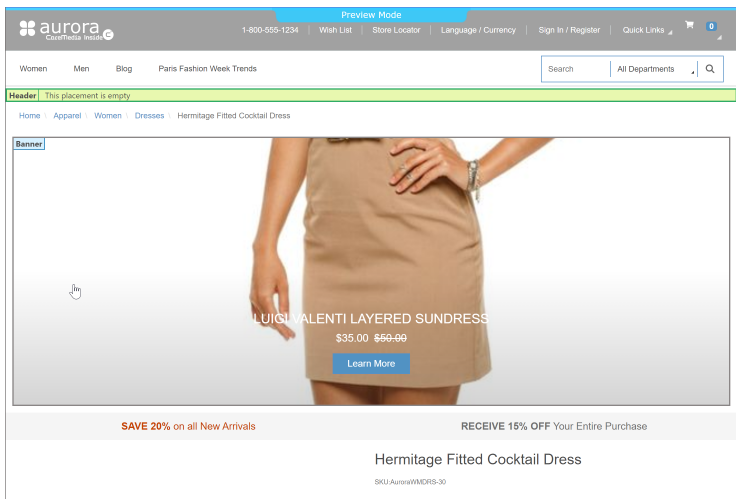 Preview Mode
aurora
CoreMedia Inside C
1-800-555-1234 | Wish List | Store Locator | Language / Currency | Sign In / Register | Quick Links 0
Women Men Blog Paris Fashion Week Trends Search All Departments
Header This placement is empty
Home \ Apparel \ Women \ Dresses \ Hermitage Fitted Cocktail Dress
Banner
LUIGI VALENTI LAYERED SUNDRESS
$35.00 $50.00
Learn More
SAVE 20% on all New Arrivals RECEIVE 15% OFF Your Entire Purchase
Hermitage Fitted Cocktail Dress
SKU:AuroraWMDRS-30